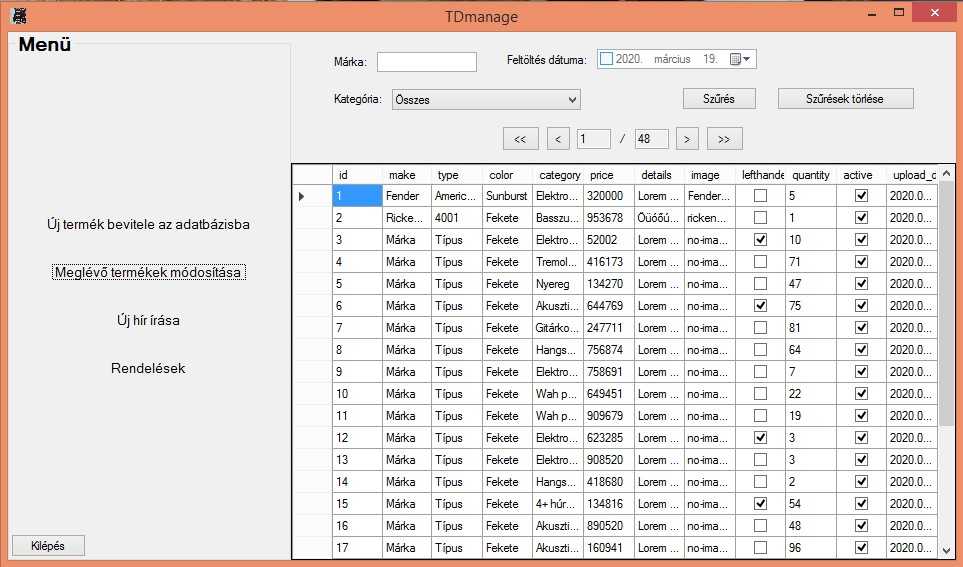 TDmanage
Menü
Új termék bevitele az adatbázisba
Meglévő termékek módosítása
Új hír írása
Rendelések
Kilépés
Márka:
Feltöltés dátuma: 2020. március 19.
Kategória: Összes
Szűrés Szűrések törlése
<< < 1 / 48 > >>
id make type color category price details image lefthande quantity active upload_d
1 Fender Americ... Sunburst Elektro... 320000 Lorem ... Fender... 5 2020.0...
2 Ricke... 4001 Fekete Basszu... 953678 Öüóőú... ricken... 1 2020.0...
3 Márka Típus Fekete Elektro... 52002 Lorem ... no-ima... 10 2020.0...
4 Márka Típus Fekete Tremol... 416173 Lorem ... no-ima... 71 2020.0...
5 Márka Típus Fekete Nyereg 134270 Lorem ... no-ima... 47 2020.0...
6 Márka Típus Fekete Akuszti... 644769 Lorem ... no-ima... 75 2020.0...
7 Márka Típus Fekete Gitárko... 247711 Lorem ... no-ima... 81 2020.0...
8 Márka Típus Fekete Hangs... 756874 Lorem ... no-ima... 64 2020.0...
9 Márka Típus Fekete Elektro... 758691 Lorem ... no-ima... 7 2020.0...
10 Márka Típus Fekete Wah p... 649451 Lorem ... no-ima... 22 2020.0...
11 Márka Típus Fekete Wah p... 909679 Lorem ... no-ima... 19 2020.0...
12 Márka Típus Fekete Elektro... 623285 Lorem ... no-ima... 3 2020.0...
13 Márka Típus Fekete Elektro... 908520 Lorem ... no-ima... 3 2020.0...
14 Márka Típus Fekete Hangs... 418680 Lorem ... no-ima... 2 2020.0...
15 Márka Típus Fekete 4+ húr... 134816 Lorem ... no-ima... 54 2020.0...
16 Márka Típus Fekete Akuszti... 890520 Lorem ... no-ima... 48 2020.0...
17 Márka Típus Fekete Akuszti... 160941 Lorem ... no-ima... 96 2020.0...